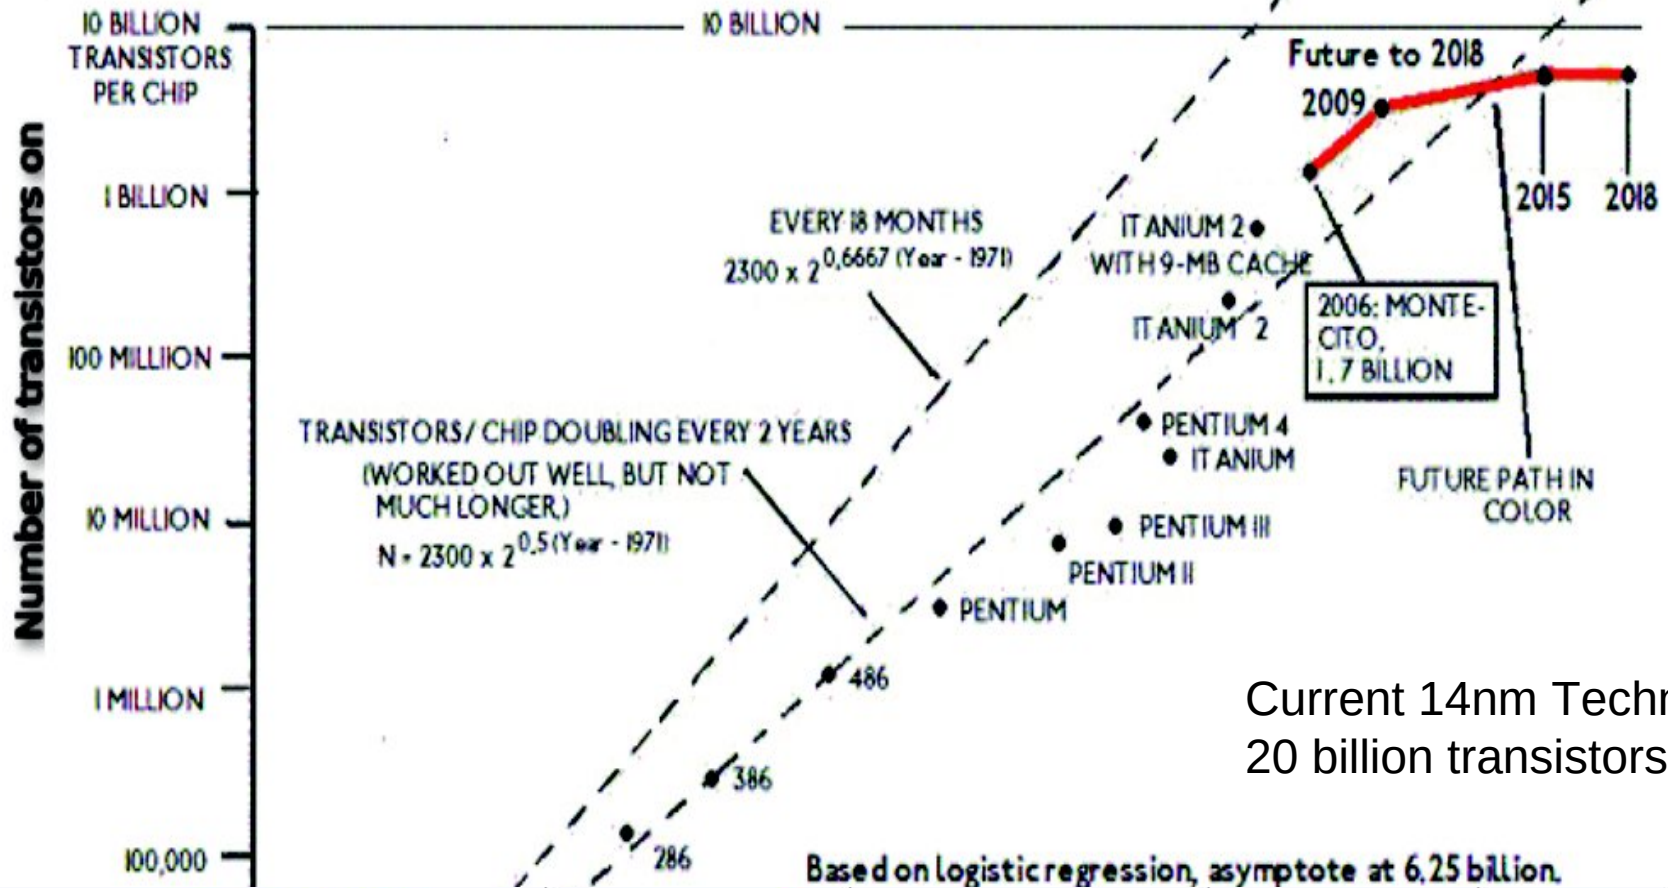 10 BILLION
TRANSISTORS
PER CHIP
10 BILLION
Future to 2018
2009
1 BILLION
2015
2018
EVERY 18 MONTHS
2300 x 2^0,6667 (Year - 1971)
ITANIUM 2
WITH 9-MB CACHE
ITANIUM 2
2006: MONTE-
CITO,
1,7 BILLION
100 MILLIION
TRANSISTORS/ CHIP DOUBLING EVERY 2 YEARS
(WORKED OUT WELL, BUT NOT
MUCH LONGER,)
N = 2300 x 2^0,5 (Year - 1971)
PENTIUM 4
ITANIUM
FUTURE PATH IN
COLOR
10 MILLION
PENTIUM III
PENTIUM II
PENTIUM
Number of transistors on
1 MILLION
486
386
Current 14nm
20 billion transistors
100,000
286
Based on logistic regression, asymptote at 6,25 billion.